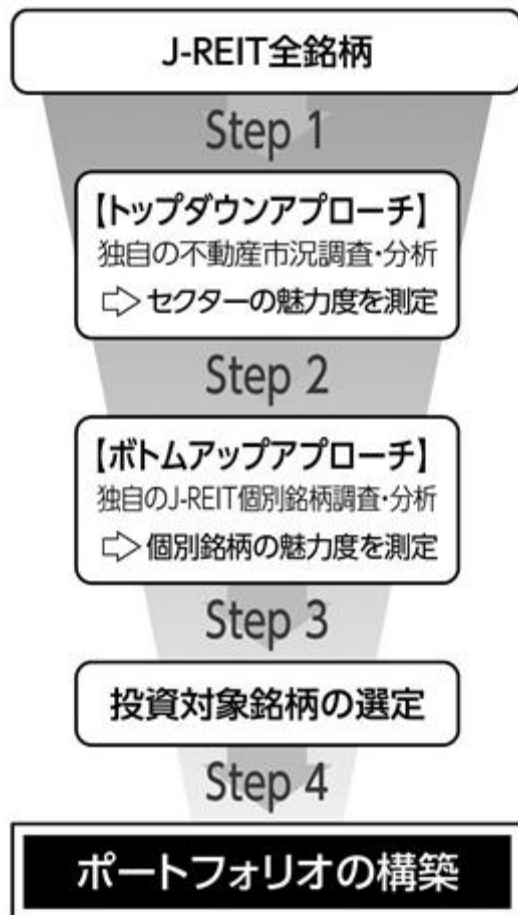 J-REIT全銘柄
Step 1
【トップダウンアプローチ】
独自の不動産市況調査・分析
⇨セクターの魅力度を測定
Step 2
【ボトムアップアプローチ】
独自のJ-REIT個別銘柄調査・分析
⇨個別銘柄の魅力度を測定
Step 3
投資対象銘柄の選定
Step 4
ポートフォリオの構築